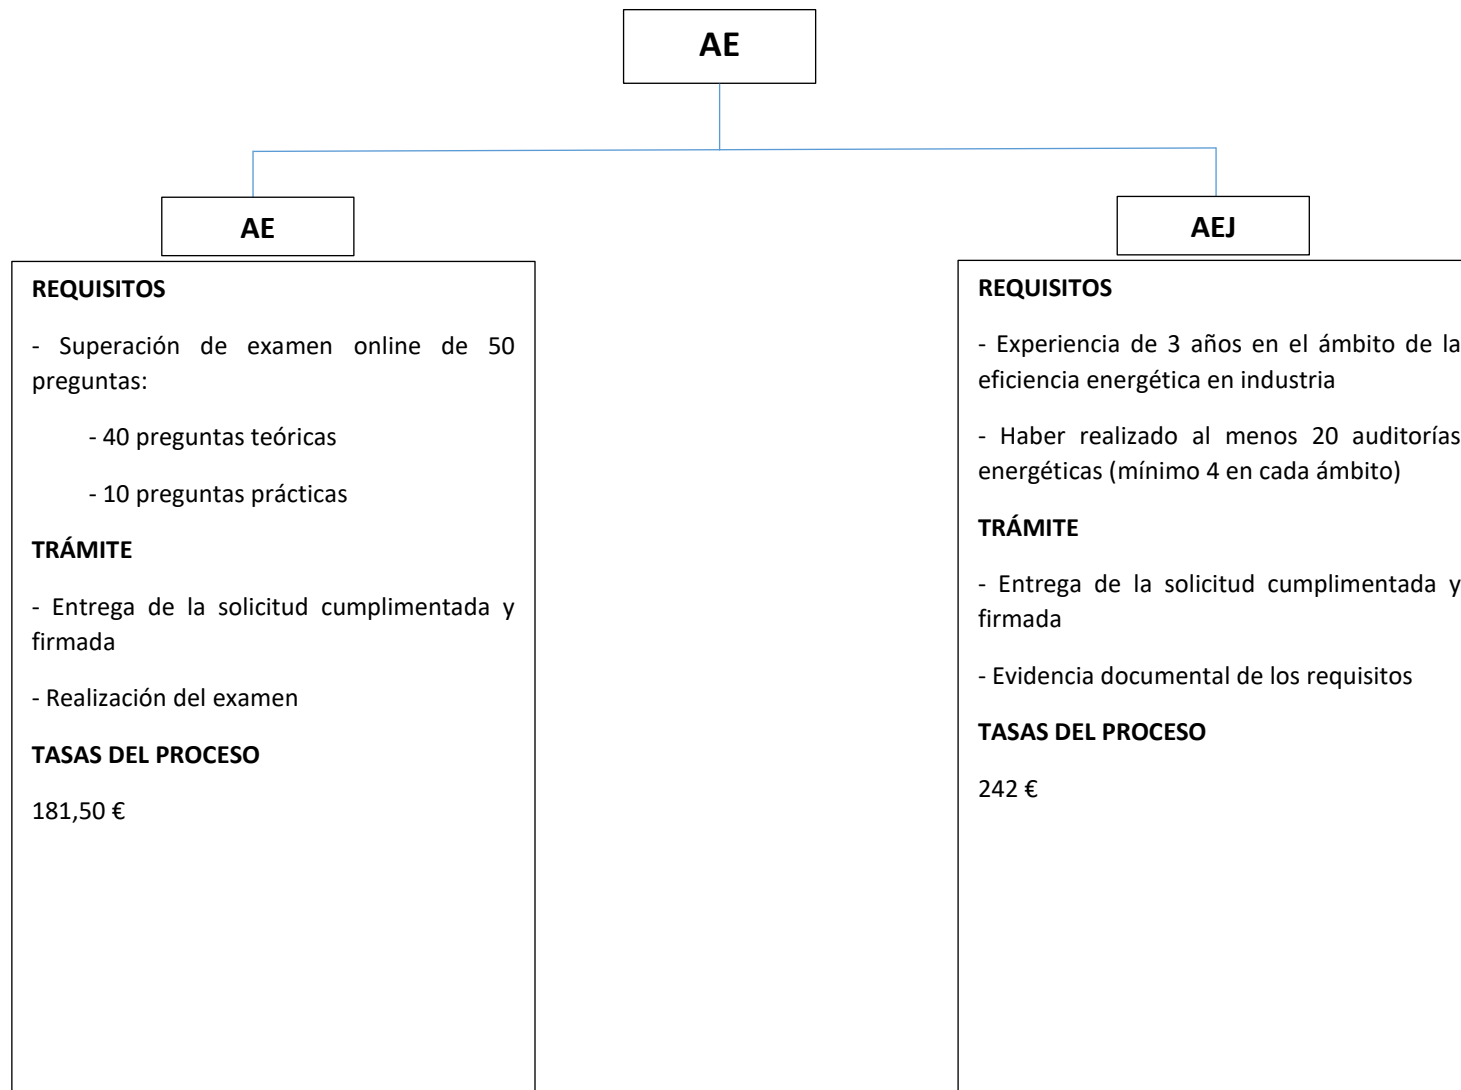 AE
AE
REQUISITOS
- Superación de examen online de 50
preguntas:
- 40 preguntas teóricas
- 10 preguntas prácticas
TRÁMITE
- Entrega de la solicitud cumplimentada y
firmada
- Realización del examen
TASAS DEL PROCESO
181,50 €
AEJ
REQUISITOS
- Experiencia de 3 años en el ámbito de la
eficiencia energética en industria
- Haber realizado al menos 20 auditorías
energéticas (mínimo 4 en cada ámbito)
TRÁMITE
- Entrega de la solicitud cumplimentada y
firmada
- Evidencia documental de los requisitos
TASAS DEL PROCESO
242 €